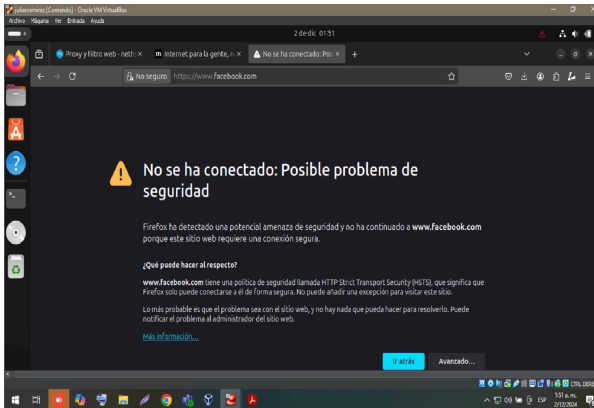 julianramirez [Corriendo] - Oracle VM VirtualBox
Archivo Máquina Ver Entrada Ayuda
2 de dic 01:51
Proxy y filtro web - neth
Internet para la gente, n
No se ha conectado: Po
No seguro https://www.facebook.com
No se ha conectado: Posible problema de
seguridad
Firefox ha detectado una potencial amenaza de seguridad y no ha continuado a www.facebook.com
porque este sitio web requiere una conexión segura.
¿Qué puede hacer al respecto?
www.facebook.com tiene una política de seguridad llamada HTTP Strict Transport Security (HSTS), que significa que
Firefox solo puede conectarse a él de forma segura. No puede añadir una excepción para visitar este sitio.
Lo más probable es que el problema sea con el sitio web, y no hay nada que pueda hacer para resolverlo. Puede
notificar el problema al administrador del sitio web.
Más información...
Ir atrás
Avanzado...
ESP
1:51 p. m.
2/12/2024